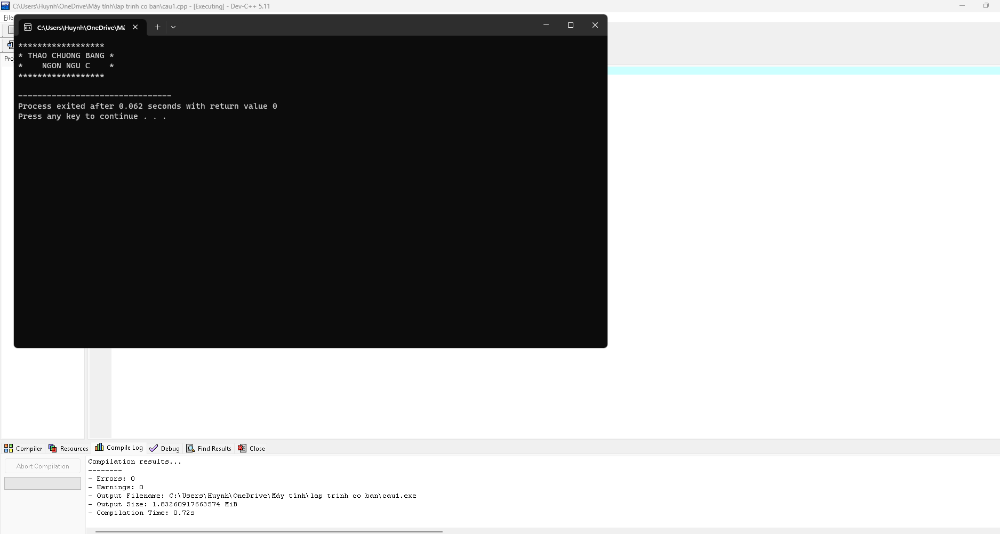 C:\Users\Huynh\OneDrive\Máy tính\lap trinh co ban\cau1.cpp - [Executing] - Dev-C++ 5.11
File
C:\Users\Huynh\OneDrive\Má
******************
* THAO CHUONG BANG *
*    NGON NGU C    *
******************
--------------------------------
Process exited after 0.062 seconds with return value 0
Press any key to continue . . .
Compiler
Resources
Compile Log
Debug
Find Results
Close
Abort Compilation
Compilation results...
--------
- Errors: 0
- Warnings: 0
- Output Filename: C:\Users\Huynh\OneDrive\Máy tính\lap trinh co ban\cau1.exe
- Output Size: 1.83260917663574 MiB
- Compilation Time: 0.72s